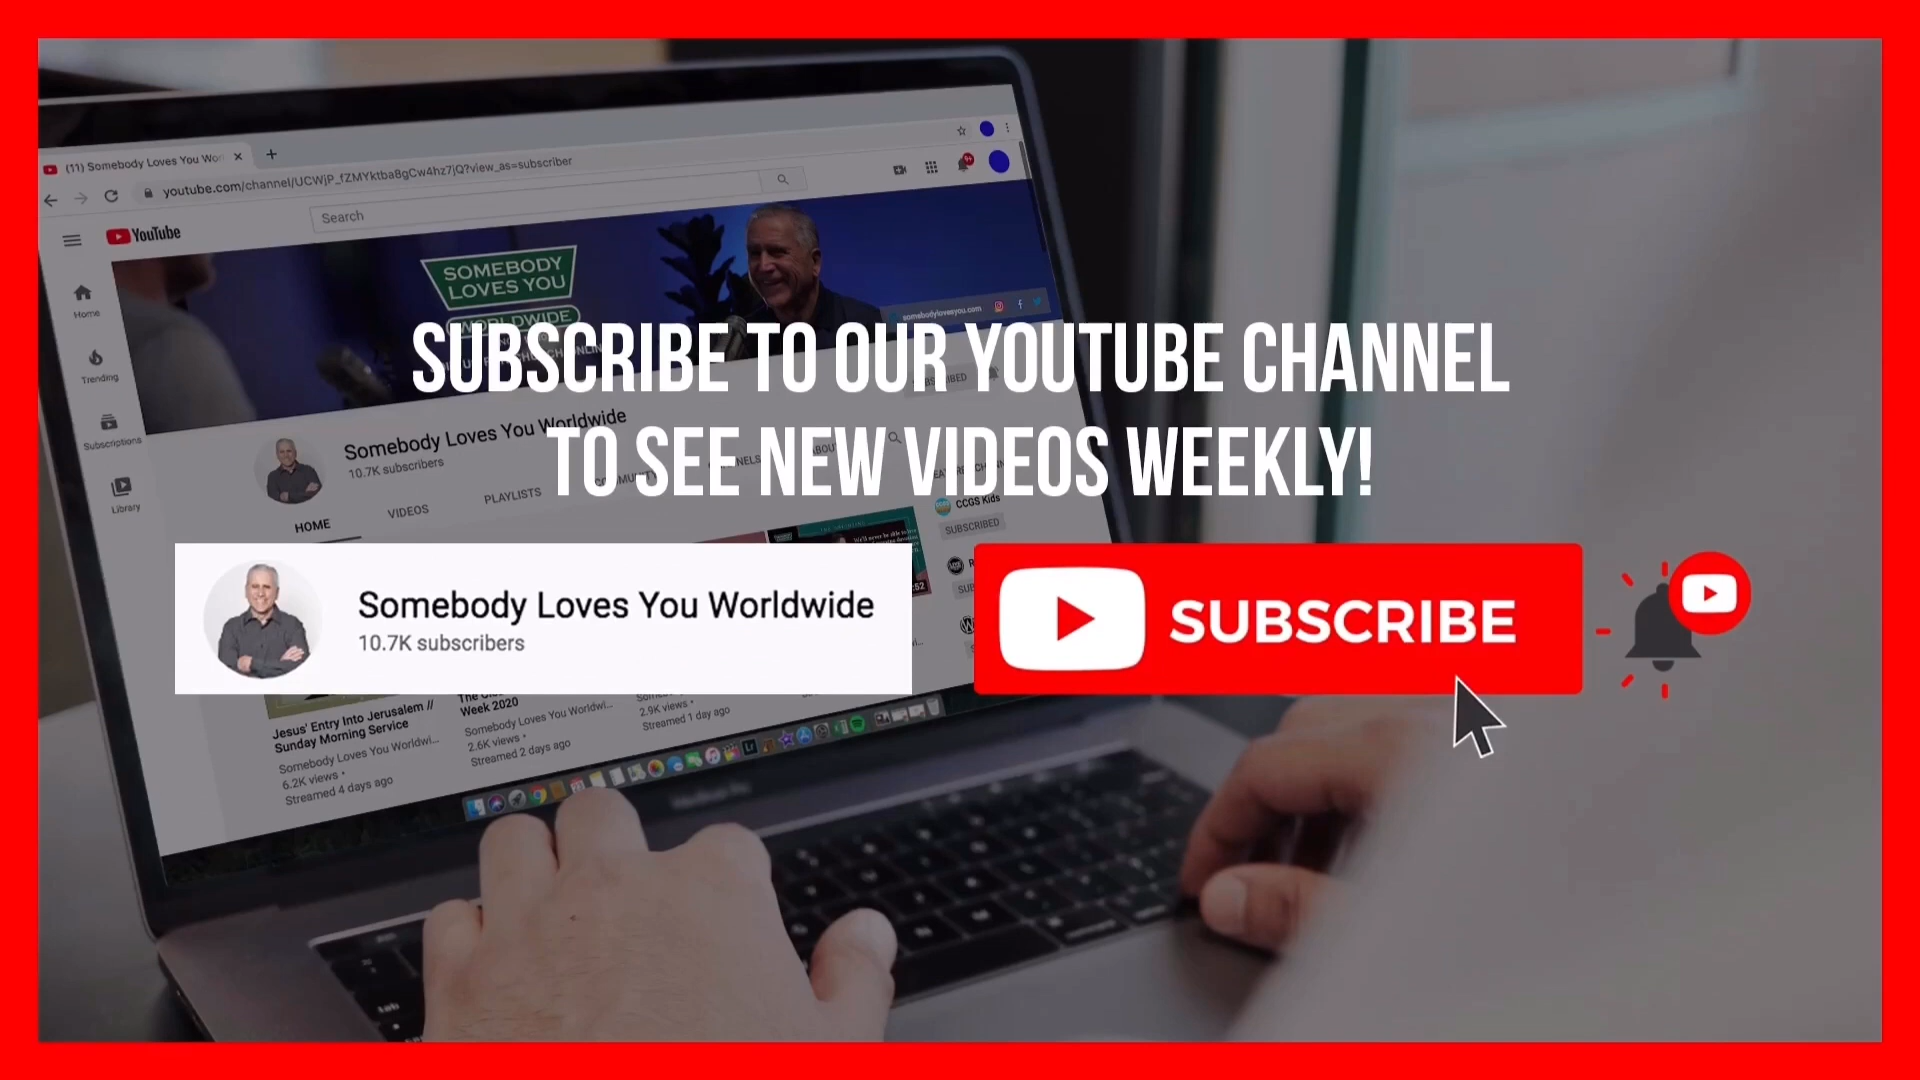 (11) Somebody Loves You Wor
youtube.com/channel/UCWjP_fZMYktba8gCw4hz7jQ?view_as=subscriber
YouTube
Search
Home
Trending
Subscriptions
Library
SOMEBODY
LOVES YOU
WORLDWIDE
somebodylovesyou.com
SUBSCRIBE TO OUR YOUTUBE CHANNEL
TO SEE NEW VIDEOS WEEKLY!
Somebody Loves You Worldwide
10.7K subscribers
HOME
VIDEOS
PLAYLISTS
CCGS Kids
SUBSCRIBED
Somebody Loves You Worldwide
10.7K subscribers
SUBSCRIBE
Jesus' Entry Into Jerusalem //
Sunday Morning Service
Somebody Loves You Worldwi...
6.2K views •
Streamed 4 days ago
Week 2020
Somebody Loves You Worldwi...
2.6K views •
Streamed 2 days ago
2.9K views •
Streamed 1 day ago